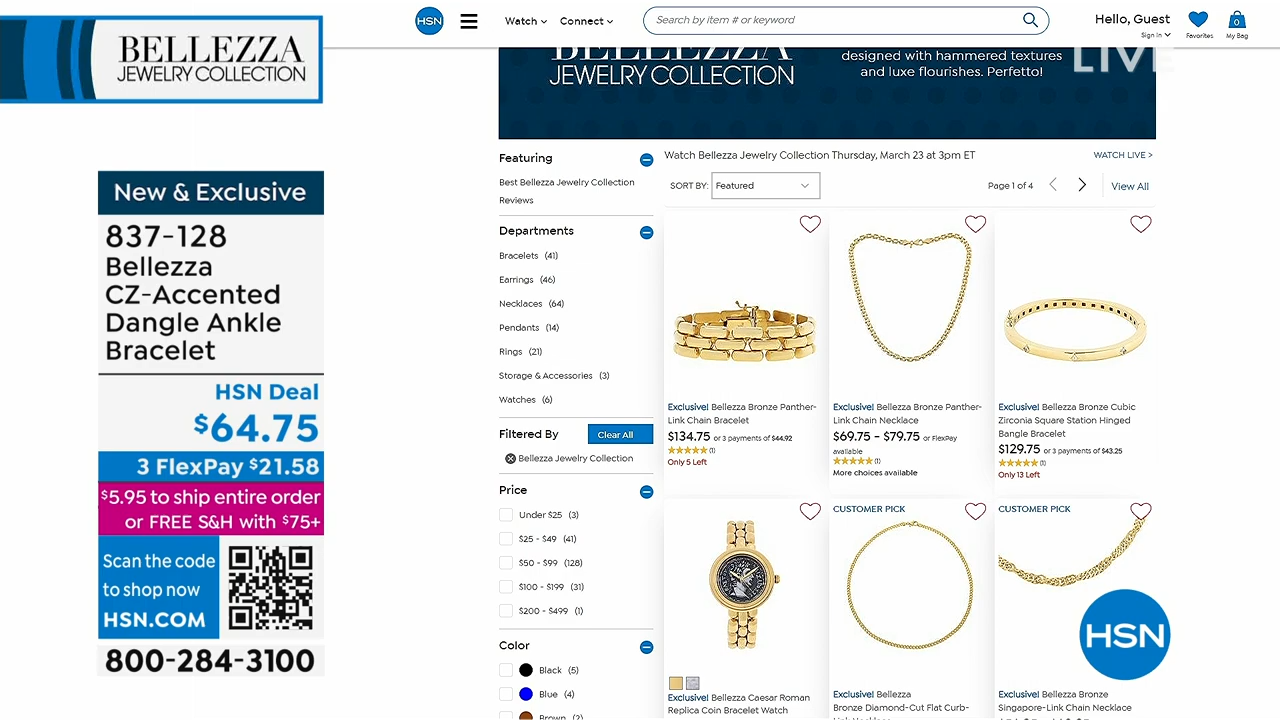 BELLEZZA
JEWELRY COLLECTION
New & Exclusive
837-128
Bellezza
CZ-Accented
Dangle Ankle
Bracelet
HSN Deal
$64.75
3 FlexPay $21.58
$5.95 to ship entire order
or FREE S&H with $75+
Scan the code
to shop now
HSN.COM
800-284-3100
HSN
Watch
Connect
Search by item # or keyword
Hello, Guest
Sign In
Favorites
0
My Bag
BELLEZZA
JEWELRY COLLECTION
designed with hammered textures
and luxe flourishes. Perfetto!
LIVE
Featuring
Best Bellezza Jewelry Collection
Reviews
Departments
Bracelets (41)
Earrings (46)
Necklaces (64)
Pendants (14)
Rings (21)
Storage & Accessories (3)
Watches (6)
Filtered By
Clear All
Bellezza Jewelry Collection
Price
Under $25 (3)
$25 - $49 (41)
$50 - $99 (128)
$100 - $199 (31)
$200 - $499 (1)
Color
Black (5)
Blue (4)
Brown (2)
Watch Bellezza Jewelry Collection Thursday, March 23 at 3pm ET
WATCH LIVE >
SORT BY: Featured
Page 1 of 4
View All
Exclusive! Bellezza Bronze Panther-
Link Chain Bracelet
$134.75 or 3 payments of $44.92
(1)
Only 5 Left
Exclusive! Bellezza Bronze Panther-
Link Chain Necklace
$69.75 - $79.75 or FlexPay
available
(1)
More choices available
Exclusive! Bellezza Bronze Cubic
Zirconia Square Station Hinged
Bangle Bracelet
$129.75 or 3 payments of $43.25
(1)
Only 13 Left
Exclusive! Bellezza Caesar Roman
Replica Coin Bracelet Watch
CUSTOMER PICK
Exclusive! Bellezza
Bronze Diamond-Cut Flat Curb-
Link Necklace
CUSTOMER PICK
Exclusive! Bellezza Bronze
Singapore-Link Chain Necklace
HSN